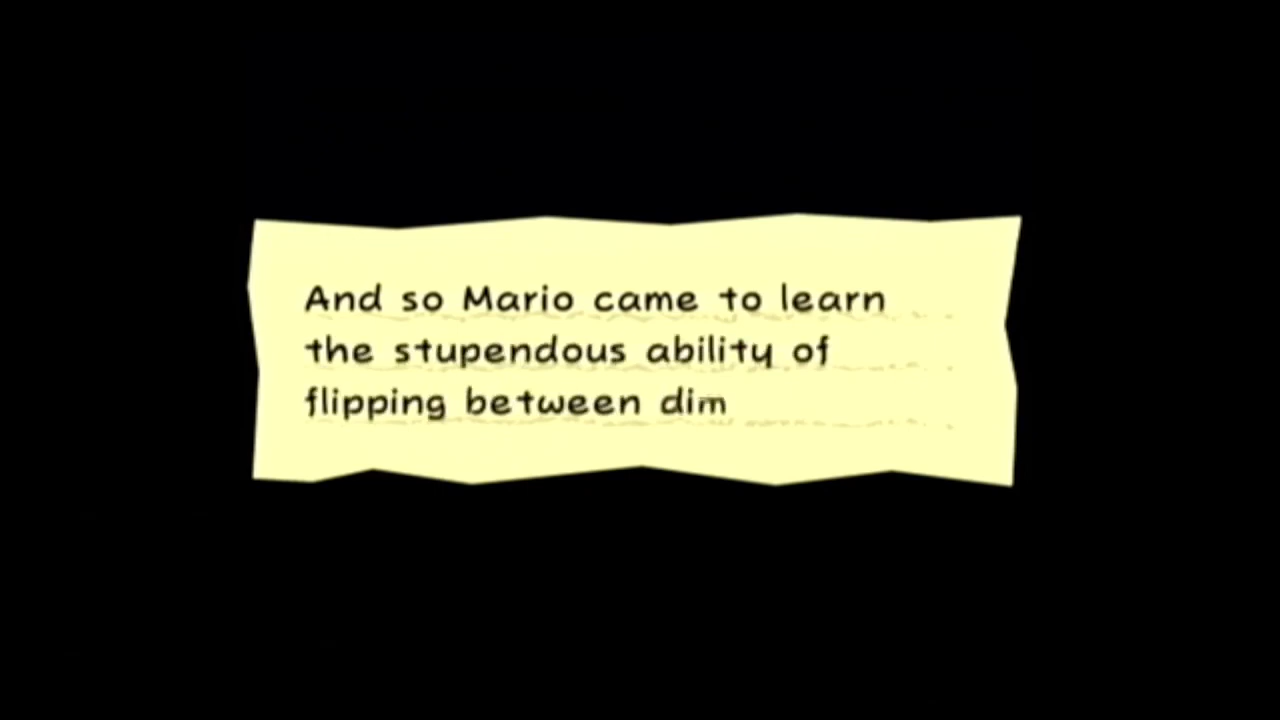 And so Mario came to learn
the stupendous ability of
flipping between dim